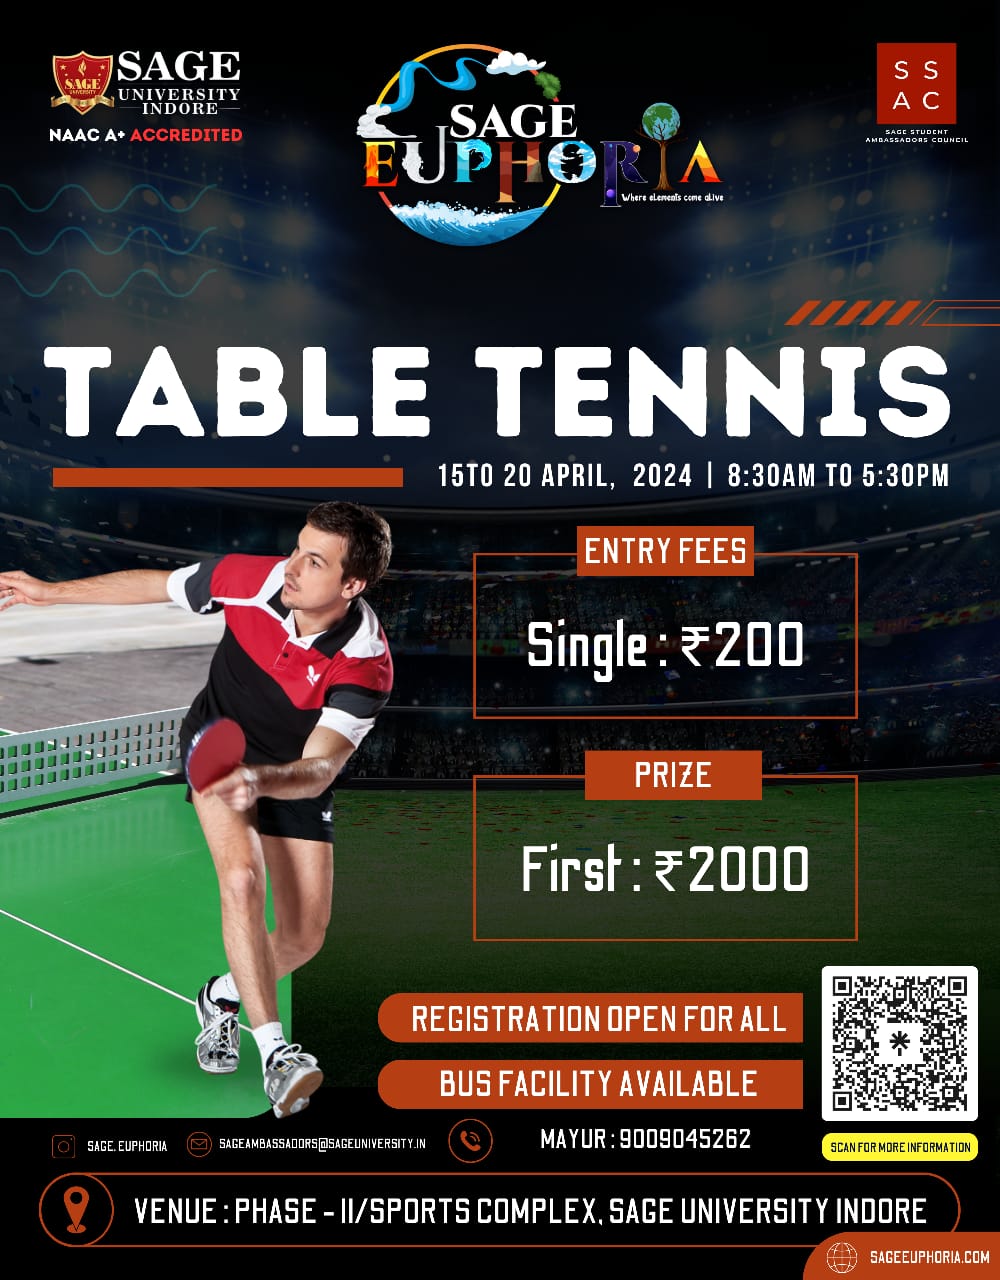 SAGE
UNIVERSITY
INDORE
NAAC A+ ACCREDITED
SAGE
UNIVERSITY
SAGE
EUPHORIA
Where elements come alive
S S
A C
SAGE STUDENT
AMBASSADORS COUNCIL
TABLE TENNIS
15TO 20 APRIL, 2024 | 8:30AM TO 5:30PM
ENTRY FEES
Single : ₹200
PRIZE
First : ₹2000
REGISTRATION OPEN FOR ALL
BUS FACILITY AVAILABLE
SAGE. EUPHORIA
SAGEAMBASSADORS@SAGEUNIVERSITY.IN
MAYUR : 9009045262
SCAN FOR MORE INFORMATION
VENUE : PHASE - II/SPORTS COMPLEX, SAGE UNIVERSITY INDORE
SAGEEUPHORIA.COM